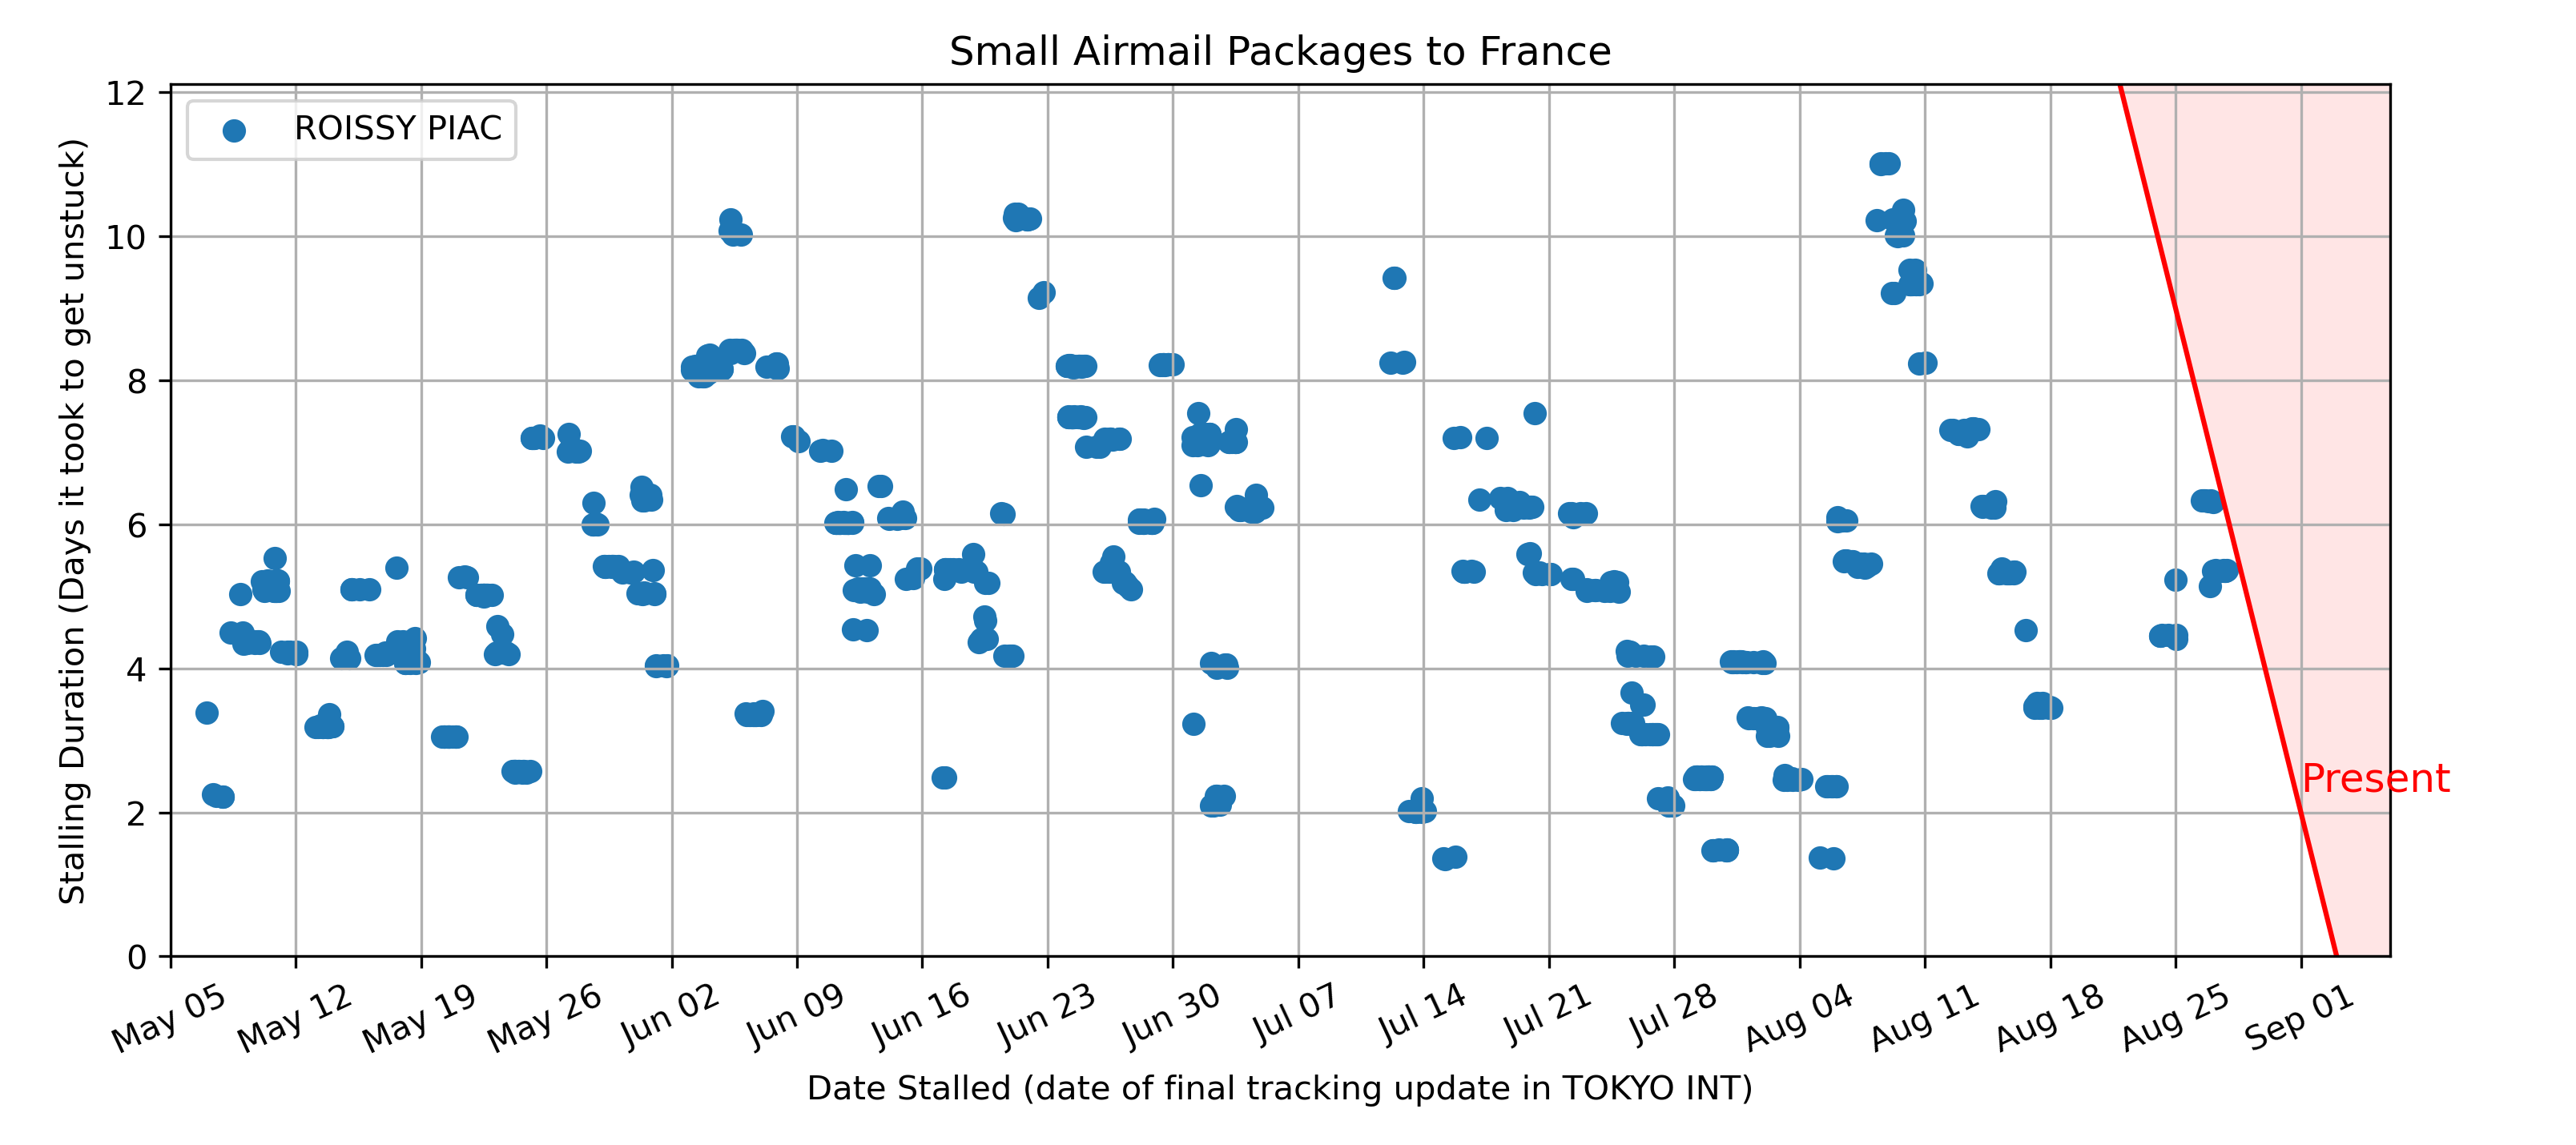 Small Airmail Packages to France
ROISSY PIAC
Stalling Duration (Days it took to get unstuck)
12
10
8
6
4
2
0
Present
May 05 May 12 May 19 May 26 Jun 02 Jun 09 Jun 16 Jun 23 Jun 30 Jul 07 Jul 14 Jul 21 Jul 28 Aug 04 Aug 11 Aug 18 Aug 25 Sep 01
Date Stalled (date of final tracking update in TOKYO INT)